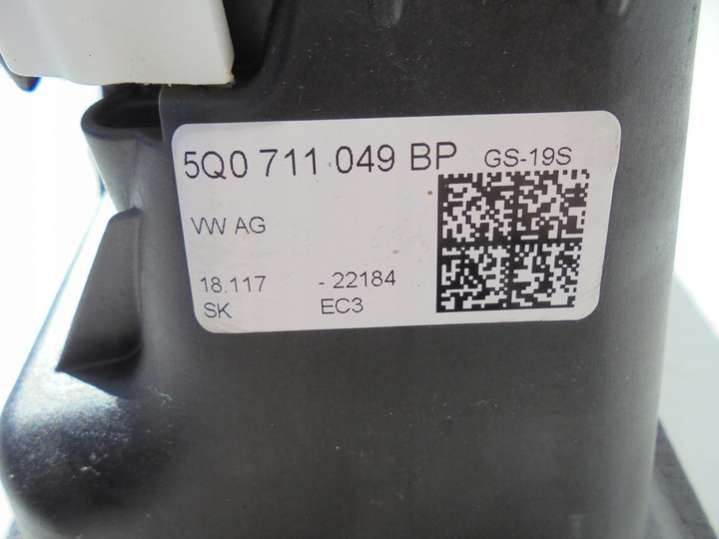 5Q0 711 049 BP GS-19S
VW AG
18.117 - 22184
SK EC3